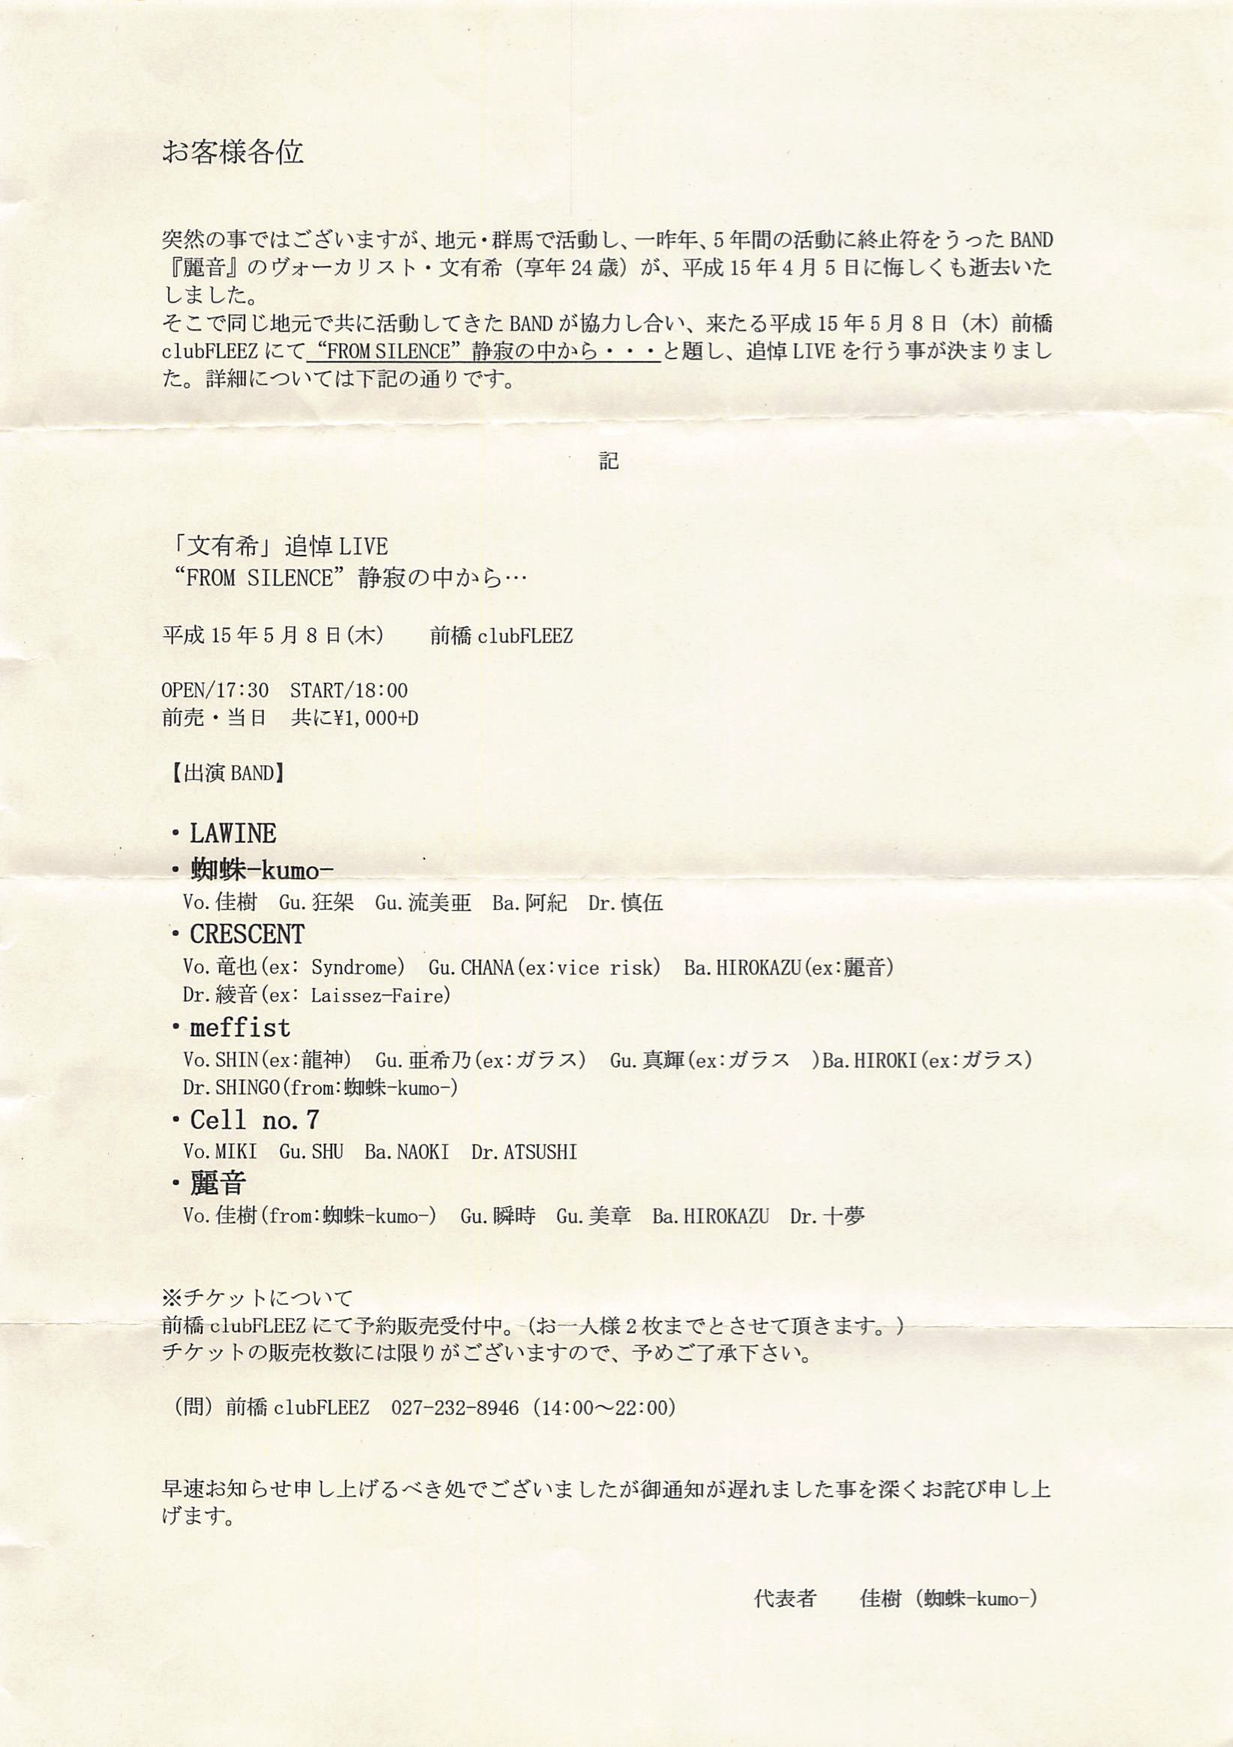 お客様各位
突然の事ではございますが、地元・群馬で活動し、一昨年、5年間の活動に終止符をうったBAND
『麗音』のヴォーカリスト・文有希（享年24歳）が、平成15年4月5日に悔しくも逝去いた
しました。
そこで同じ地元で共に活動してきたBANDが協力し合い、来たる平成15年5月8日（木）前橋
clubFLEEZにて“FROM SILENCE”静寂の中から・・・と題し、追悼LIVEを行う事が決まりまし
た。詳細については下記の通りです。
記
「文有希」追悼LIVE
“FROM SILENCE”静寂の中から…
平成15年5月8日(木)　　前橋clubFLEEZ
OPEN/17:30　START/18:00
前売・当日　共に¥1,000+D
【出演BAND】
・LAWINE
・蜘蛛-kumo-
Vo.佳樹　Gu.狂架　Gu.流美亜　Ba.阿紀　Dr.慎伍
・CRESCENT
Vo.竜也(ex: Syndrome)　Gu.CHANA(ex:vice risk)　Ba.HIROKAZU(ex:麗音)
Dr.綾音(ex: Laissez-Faire)
・meffist
Vo.SHIN(ex:龍神)　Gu.亜希乃(ex:ガラス)　Gu.真輝(ex:ガラス　)Ba.HIROKI(ex:ガラス)
Dr.SHINGO(from:蜘蛛-kumo-)
・Cell no.7
Vo.MIKI　Gu.SHU　Ba.NAOKI　Dr.ATSUSHI
・麗音
Vo.佳樹(from:蜘蛛-kumo-)　Gu.瞬時　Gu.美章　Ba.HIROKAZU　Dr.十夢
※チケットについて
前橋clubFLEEZにて予約販売受付中。（お一人様2枚までとさせて頂きます。）
チケットの販売枚数には限りがございますので、予めご了承下さい。
（問）前橋clubFLEEZ　027-232-8946（14:00～22:00）
早速お知らせ申し上げるべき処でございましたが御通知が遅れました事を深くお詫び申し上
げます。
代表者　　佳樹（蜘蛛-kumo-）